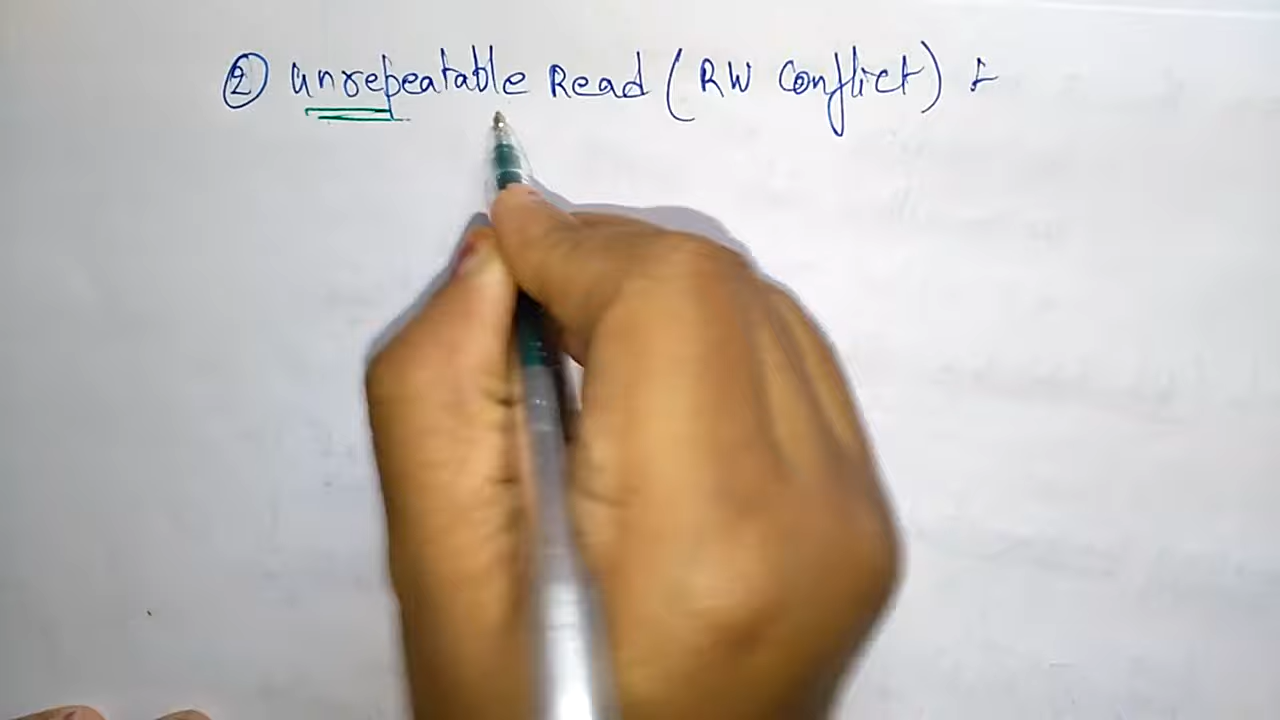 ② unrepeatable Read (RW Conflict) :-